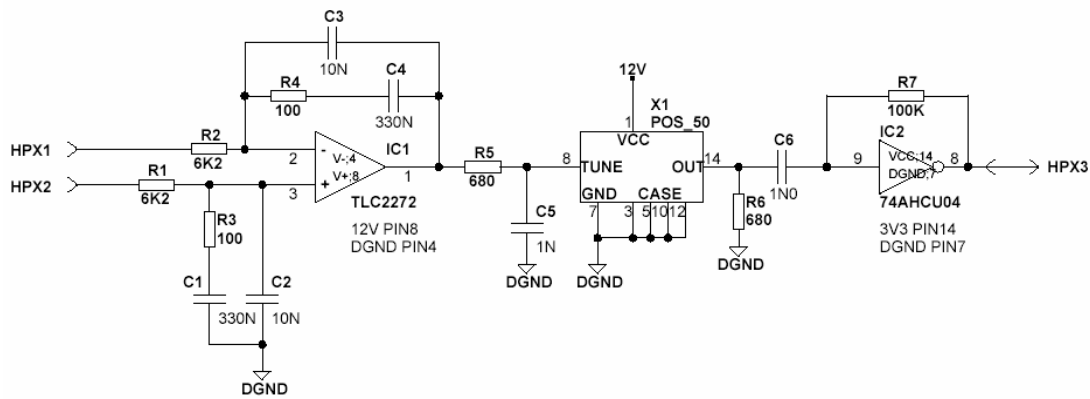 C3
10N
R4
100
C4
330N
HPX1
R2
6K2
HPX2
R1
6K2
2
3
-
+
V-;4
V+;8
IC1
1
TLC2272
12V PIN8
DGND PIN4
R3
100
C1
330N
C2
10N
DGND
R5
680
C5
1N
DGND
12V
X1
POS_50
1
VCC
8
TUNE
OUT
14
GND
CASE
7
3
5
10
12
DGND
R6
680
DGND
C6
1N0
R7
100K
IC2
9
VCC;14
DGND;7
8
74AHCU04
3V3 PIN14
DGND PIN7
HPX3